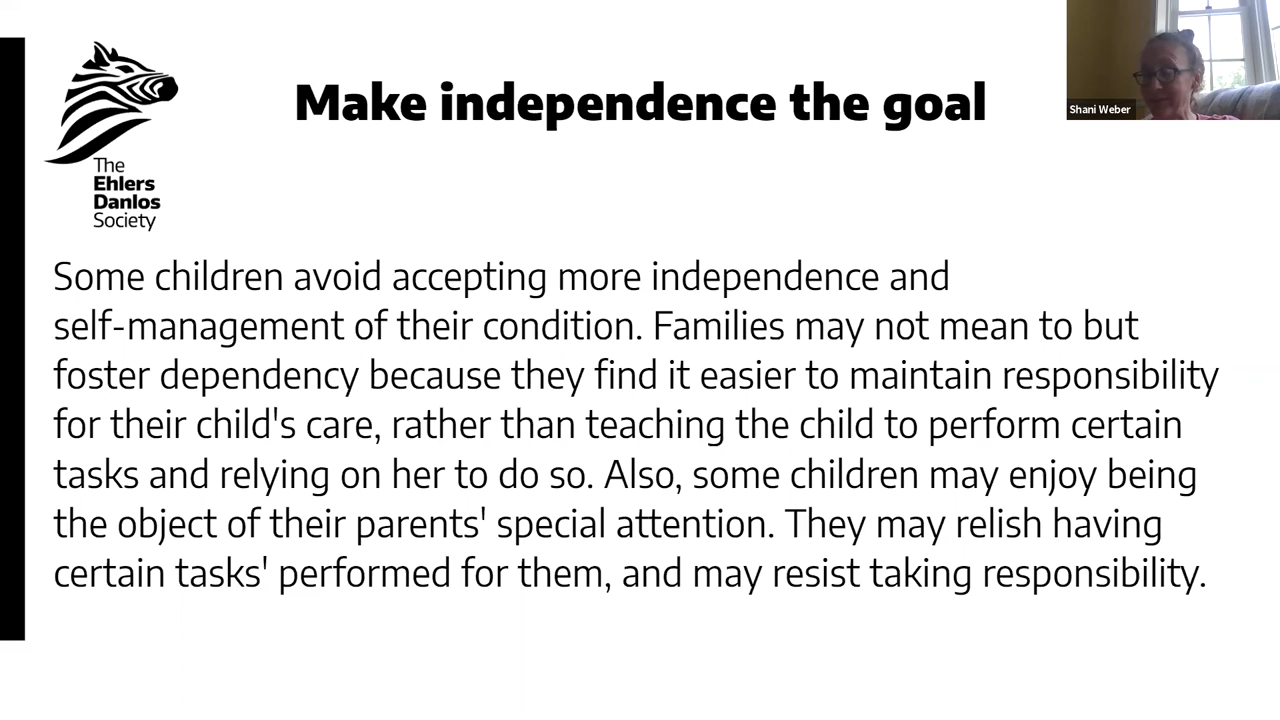 Make independence the goal
Shani Weber
The
Ehlers
Danlos
Society
Some children avoid accepting more independence and
self-management of their condition. Families may not mean to but
foster dependency because they find it easier to maintain responsibility
for their child's care, rather than teaching the child to perform certain
tasks and relying on her to do so. Also, some children may enjoy being
the object of their parents' special attention. They may relish having
certain tasks' performed for them, and may resist taking responsibility.